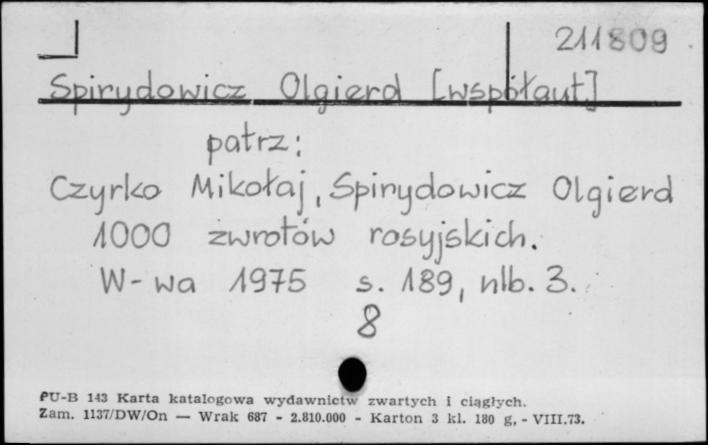 211809
Spirydowicz Olgierd [współaut]
patrz:
Czyrko Mikołaj, Spirydowicz Olgierd
1000 zwrotów rosyjskich.
W-wa 1975 s. 189, nlb. 3.
8
PU-B 143 Karta katalogowa wydawnictw zwartych i ciągłych.
Zam. 1137/DW/On — Wrak 687 - 2.810.000 - Karton 3 kl. 180 g, - VIII.73.